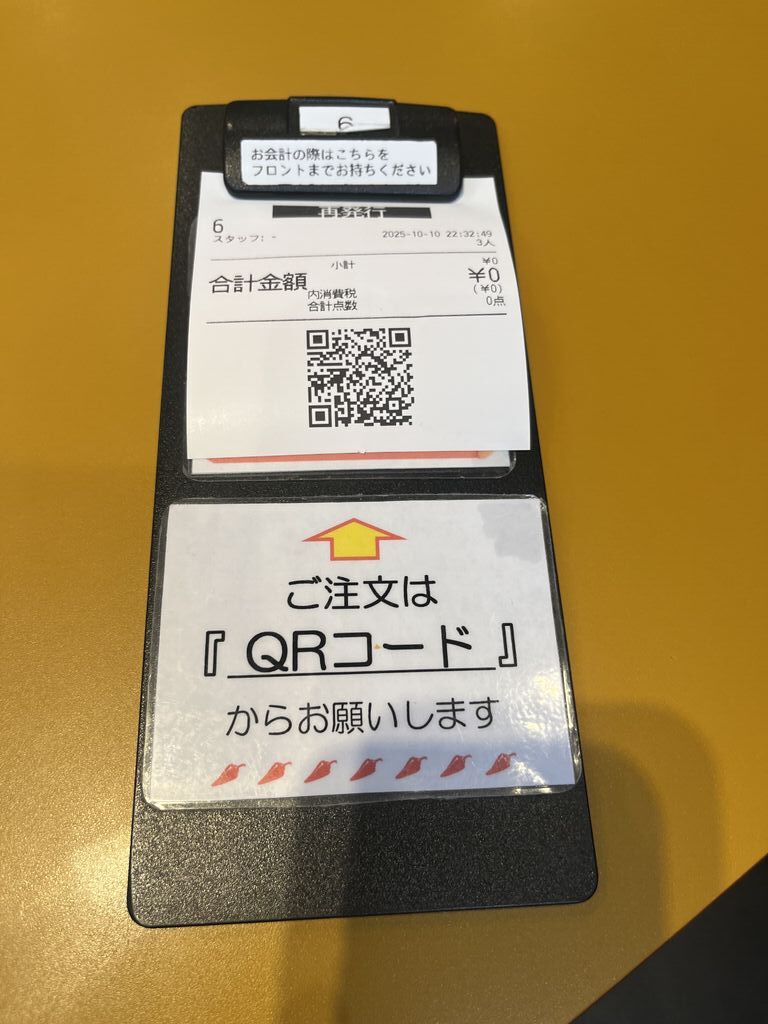 6
お会計の際はこちらを
フロントまでお持ちください
再発行
6
スタッフ: -
2025-10-10 22:32:49
3人
小計 ¥0
合計金額 ¥0
内消費税 (¥0)
合計点数 0点
ご注文は
『 QRコード 』
からお願いします